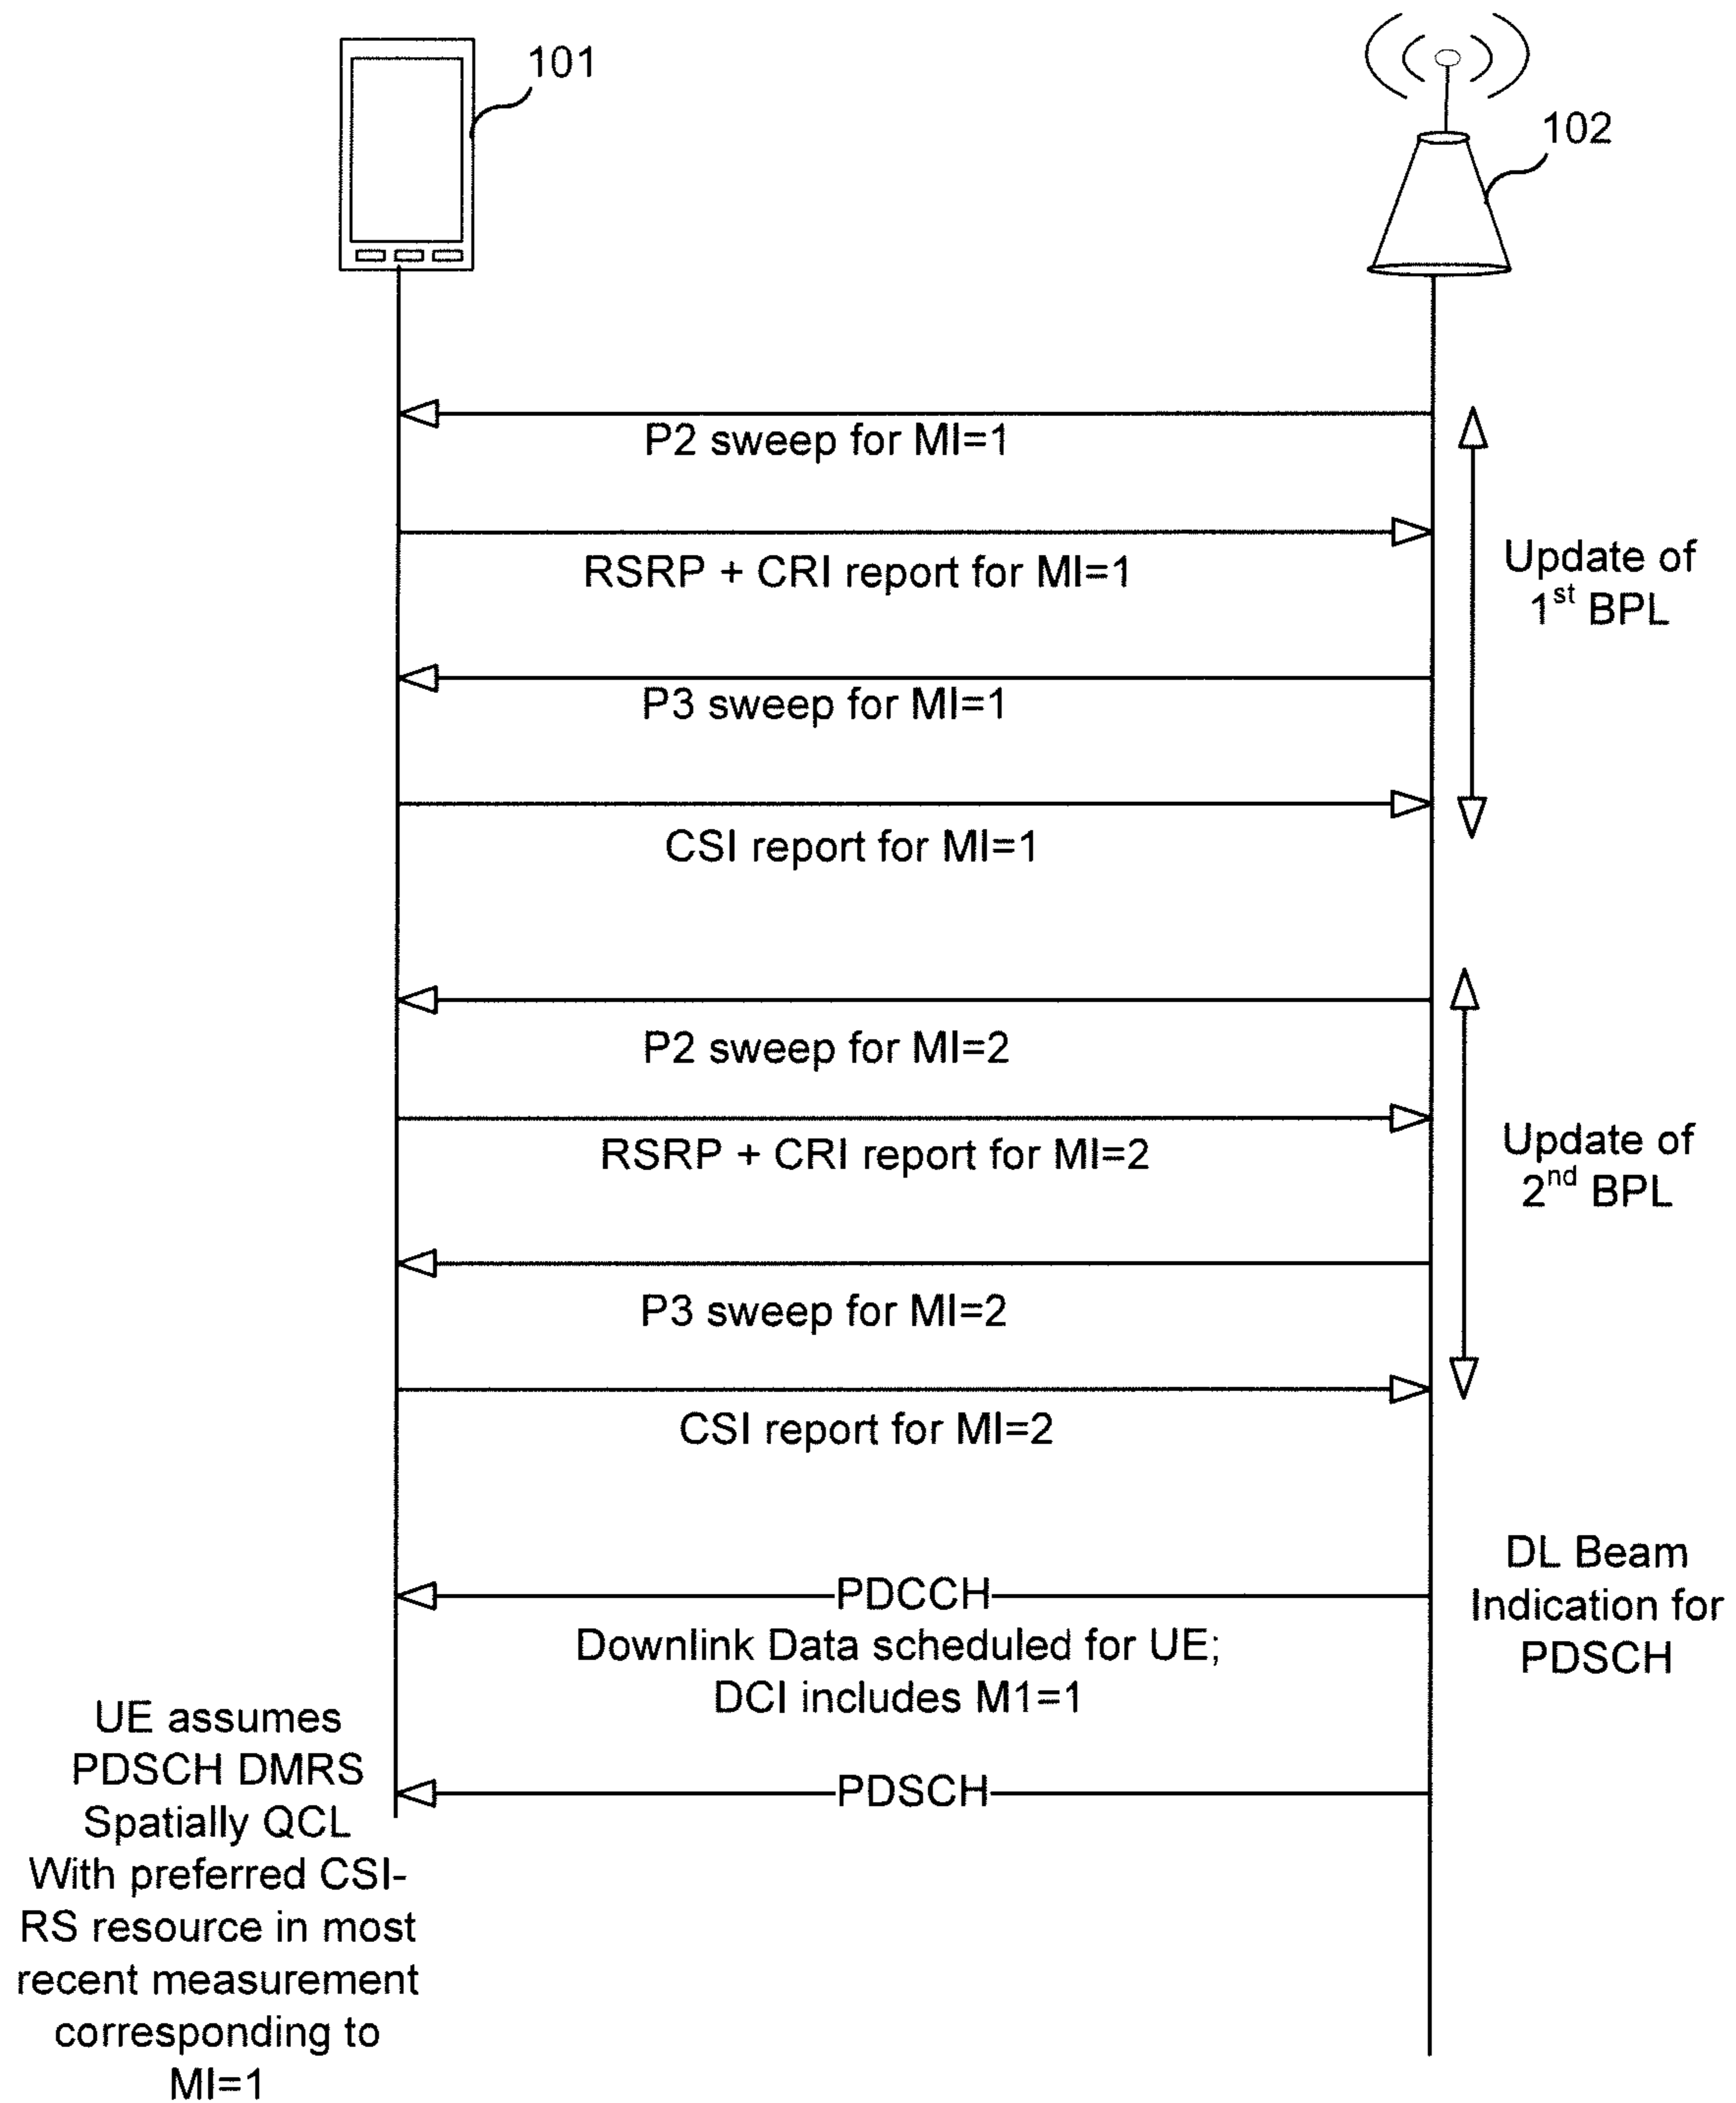 101
102
P2 sweep for MI=1
RSRP + CRI report for MI=1
Update of
1st BPL
P3 sweep for MI=1
CSI report for MI=1
P2 sweep for MI=2
RSRP + CRI report for MI=2
Update of
2nd BPL
P3 sweep for MI=2
CSI report for MI=2
DL Beam
Indication for
PDSCH
PDCCH
Downlink Data scheduled for UE;
DCI includes M1=1
PDSCH
UE assumes
PDSCH DMRS
Spatially QCL
With preferred CSI-
RS resource in most
recent measurement
corresponding to
MI=1